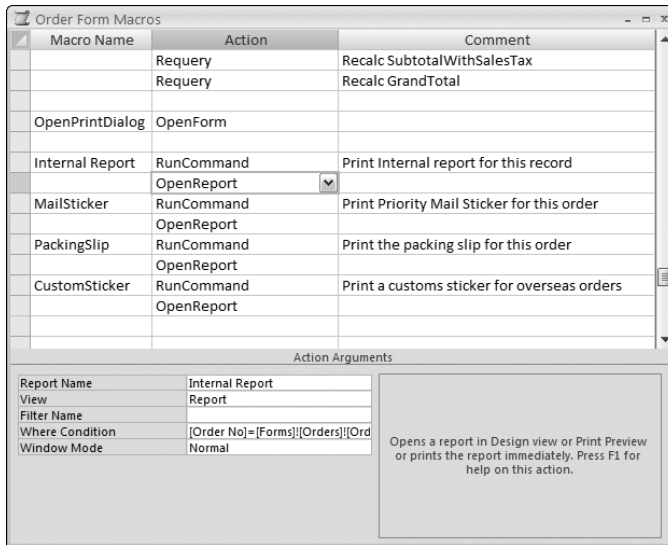 Order Form Macros
Macro Name Action Comment
Requery Recalc SubtotalWithSalesTax
Requery Recalc GrandTotal
OpenPrintDialog OpenForm
Internal Report RunCommand Print Internal report for this record
OpenReport
MailSticker RunCommand Print Priority Mail Sticker for this order
OpenReport
PackingSlip RunCommand Print the packing slip for this order
OpenReport
CustomSticker RunCommand Print a customs sticker for overseas orders
OpenReport
Action Arguments
Report Name Internal Report
View Report
Filter Name
Where Condition [Order No]=[Forms]![Orders]![Ord
Window Mode Normal
Opens a report in Design view or Print Preview
or prints the report immediately. Press F1 for
help on this action.